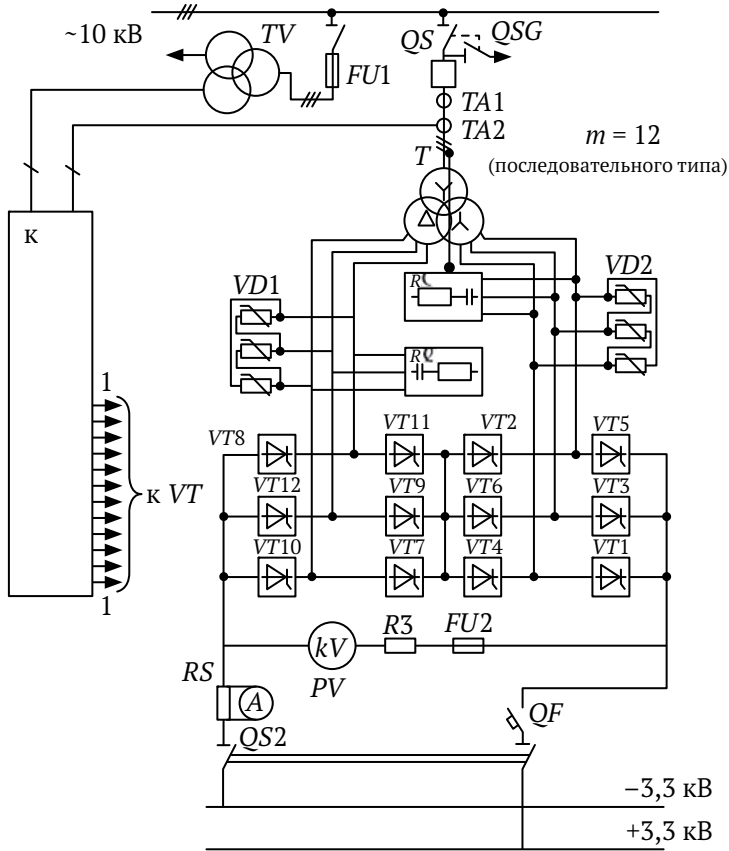 ~10 кВ
TV
FU1
QS
QSG
TA1
TA2
T
m = 12
(последовательного типа)
к
VD1
VD2
1
к VT
1
VT8
VT11
VT2
VT5
VT12
VT9
VT6
VT3
VT10
VT7
VT4
VT1
kV
R3
FU2
PV
RS
A
QF
QS2
–3,3 кВ
+3,3 кВ